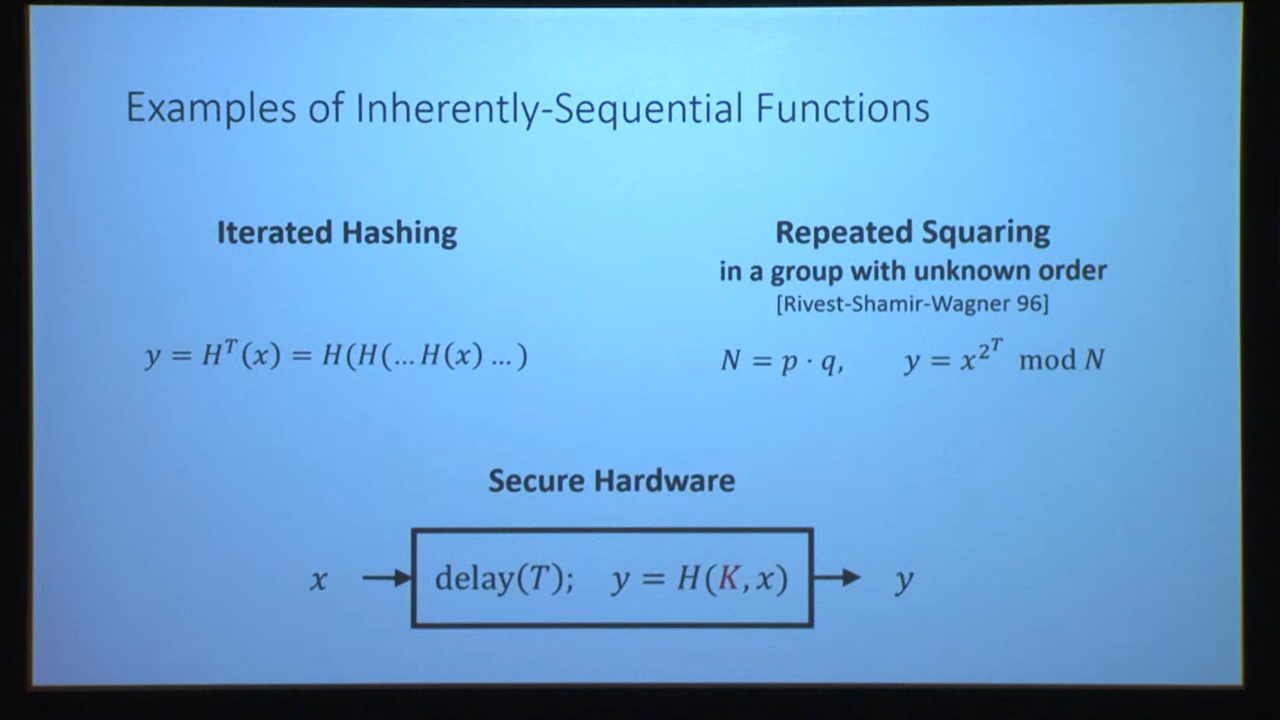 Examples of Inherently-Sequential Functions
Iterated Hashing
Repeated Squaring
in a group with unknown order
[Rivest-Shamir-Wagner 96]
y = H^T(x) = H(H(… H(x) … )
N = p · q, y = x^{2^T} mod N
Secure Hardware
x → delay(T); y = H(K, x) → y